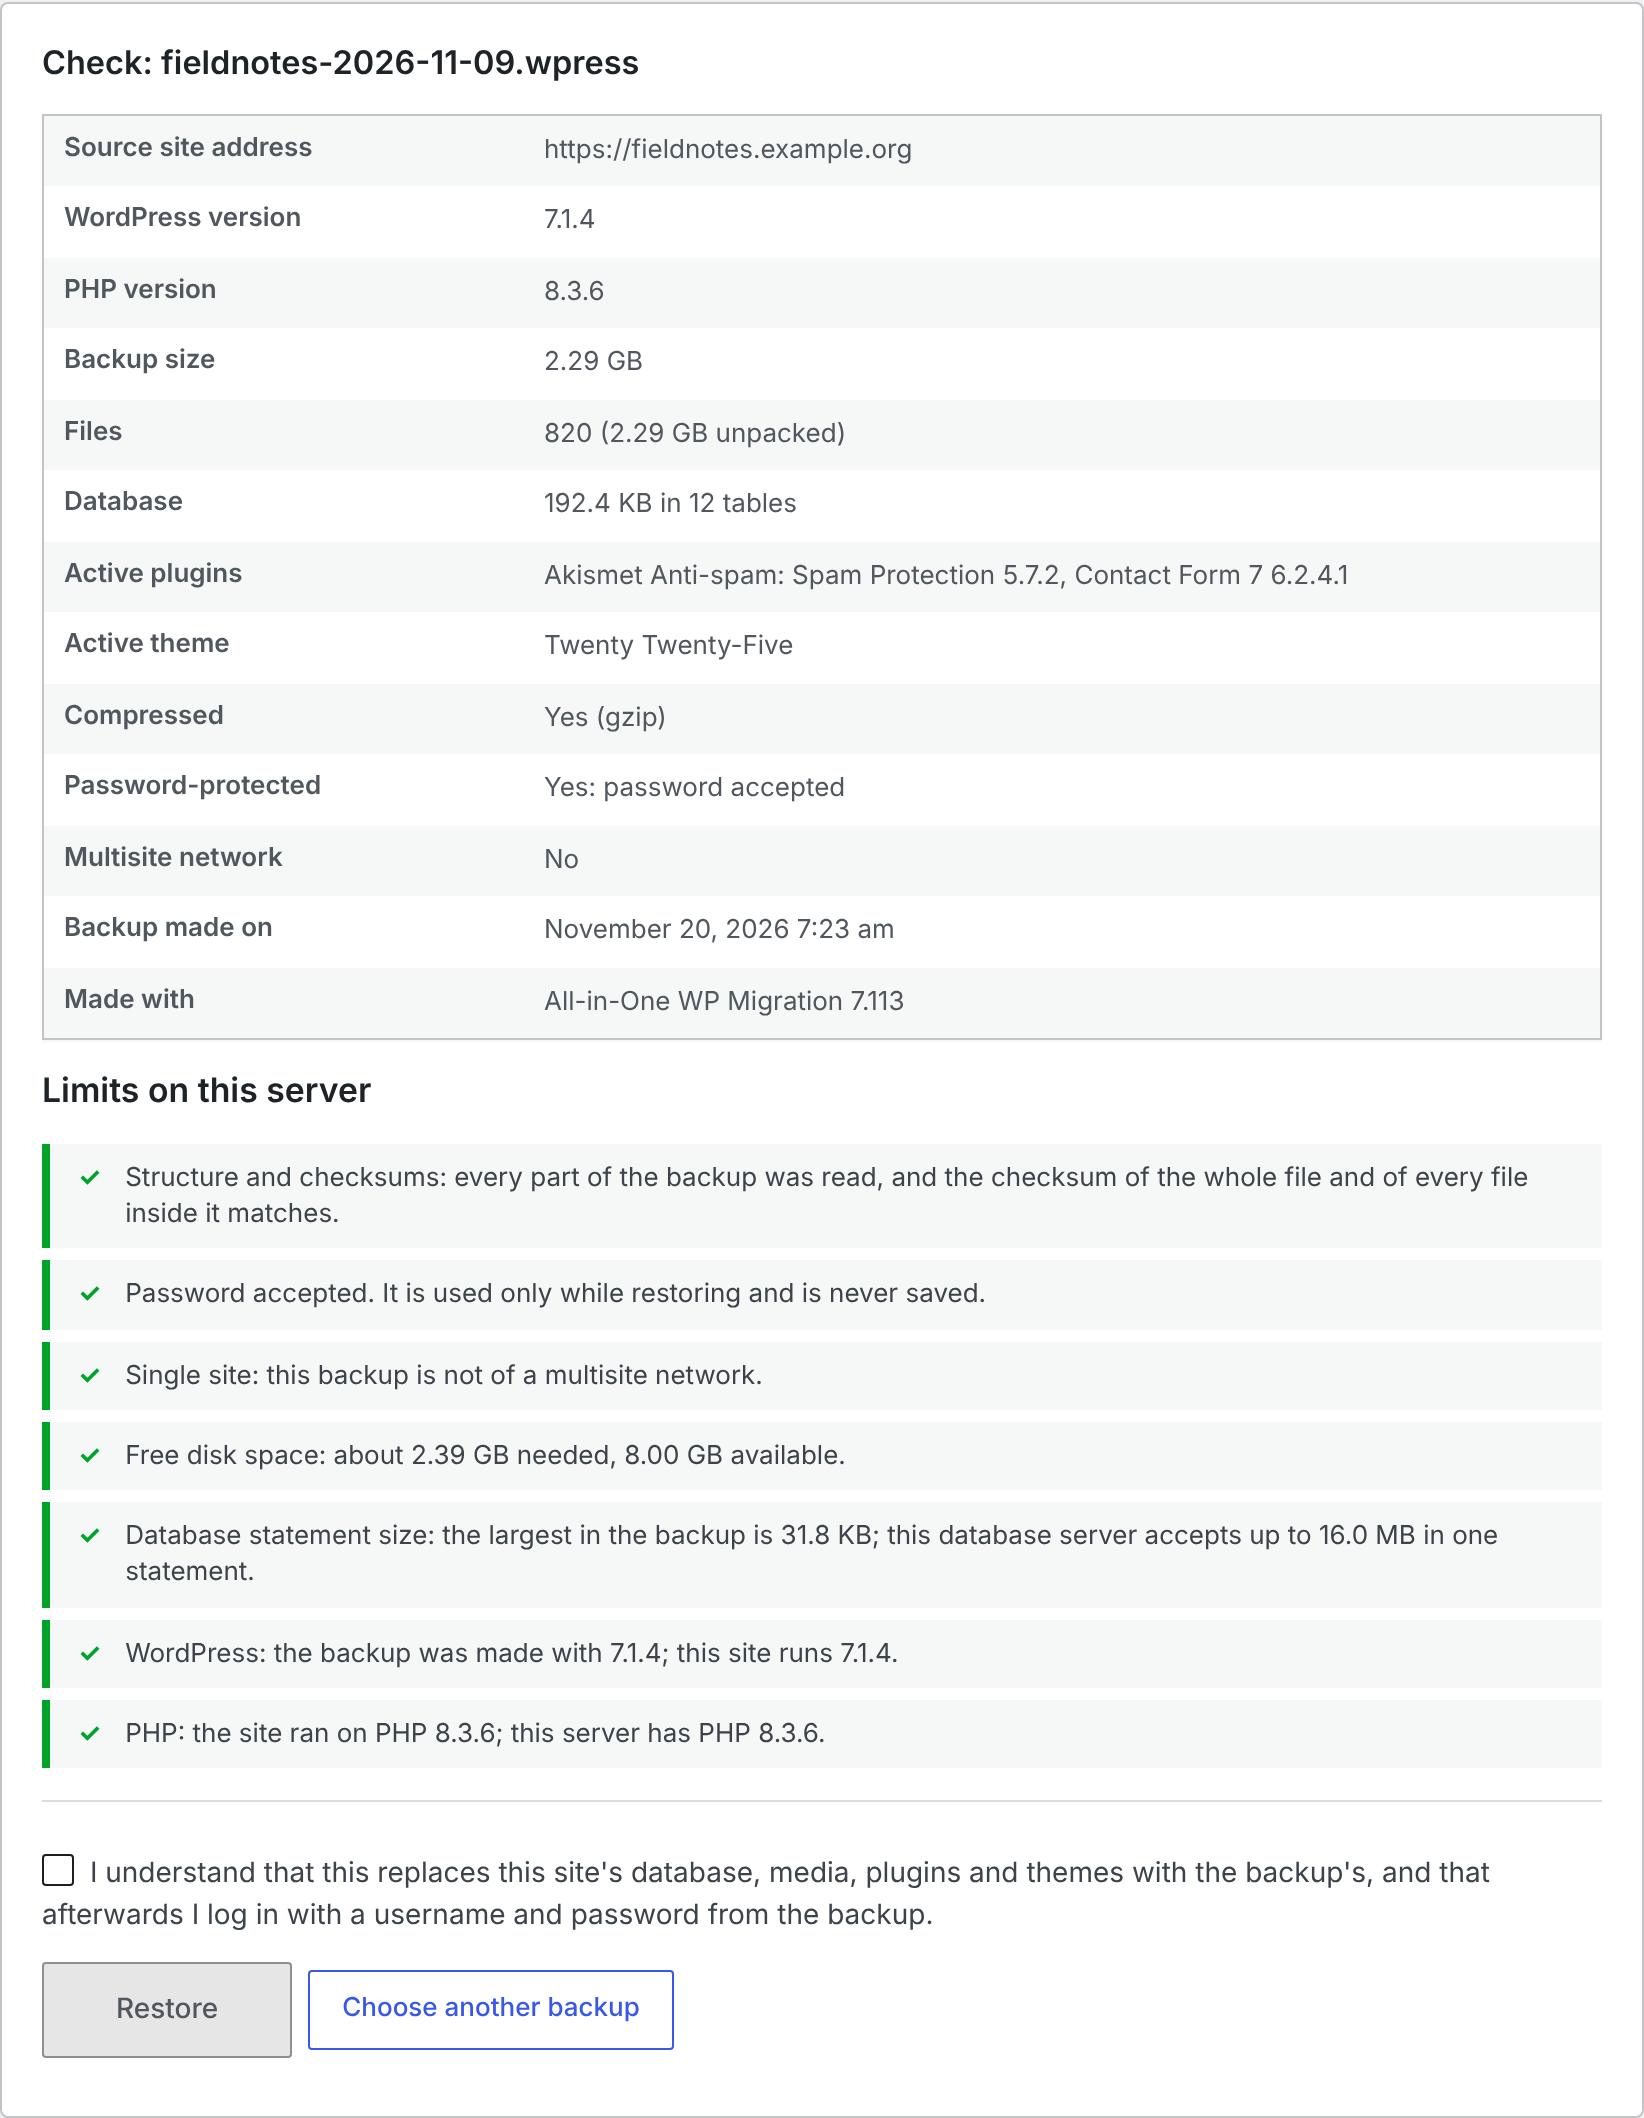 Check: fieldnotes-2026-11-09.wpress
Source site address https://fieldnotes.example.org
WordPress version 7.1.4
PHP version 8.3.6
Backup size 2.29 GB
Files 820 (2.29 GB unpacked)
Database 192.4 KB in 12 tables
Active plugins Akismet Anti-spam: Spam Protection 5.7.2, Contact Form 7 6.2.4.1
Active theme Twenty Twenty-Five
Compressed Yes (gzip)
Password-protected Yes: password accepted
Multisite network No
Backup made on November 20, 2026 7:23 am
Made with All-in-One WP Migration 7.113
Limits on this server
Structure and checksums: every part of the backup was read, and the checksum of the whole file and of every file
inside it matches.
Password accepted. It is used only while restoring and is never saved.
Single site: this backup is not of a multisite network.
Free disk space: about 2.39 GB needed, 8.00 GB available.
Database statement size: the largest in the backup is 31.8 KB; this database server accepts up to 16.0 MB in one
statement.
WordPress: the backup was made with 7.1.4; this site runs 7.1.4.
PHP: the site ran on PHP 8.3.6; this server has PHP 8.3.6.
I understand that this replaces this site's database, media, plugins and themes with the backup's, and that
afterwards I log in with a username and password from the backup.
Restore Choose another backup